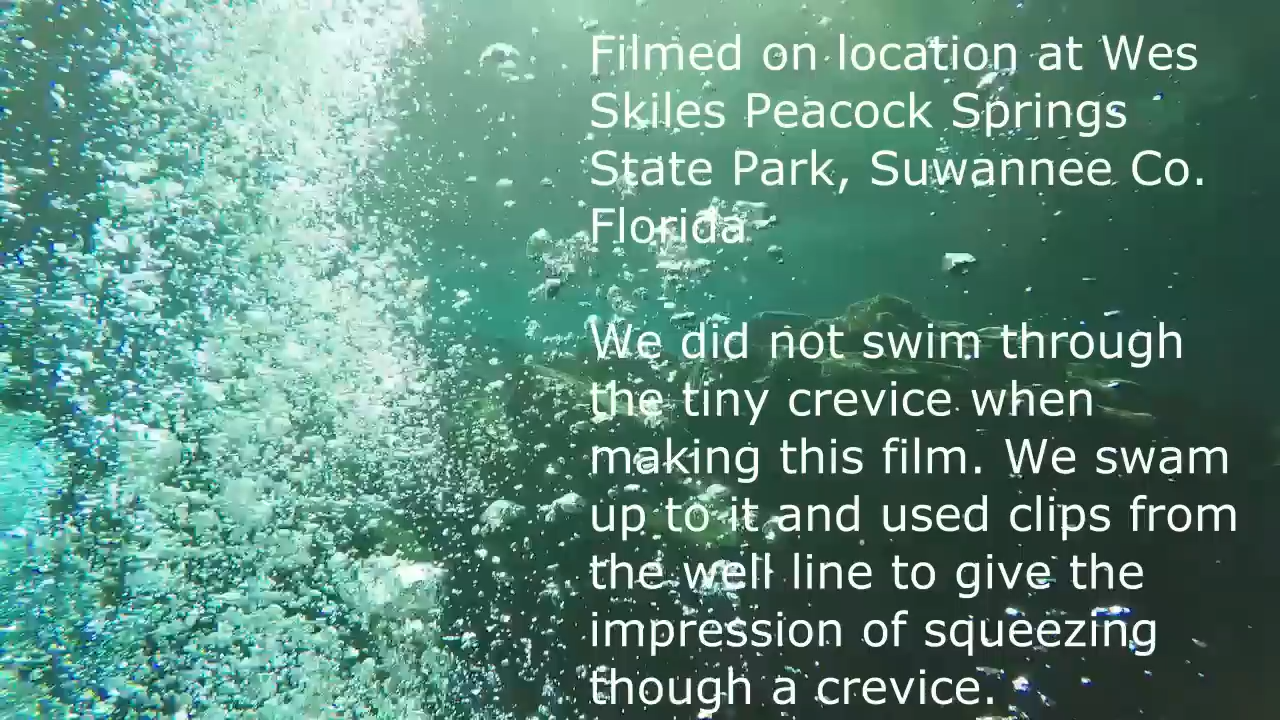 Filmed on location at Wes
Skiles Peacock Springs
State Park, Suwannee Co.
Florida
We did not swim through
the tiny crevice when
making this film. We swam
up to it and used clips from
the well line to give the
impression of squeezing
though a crevice.